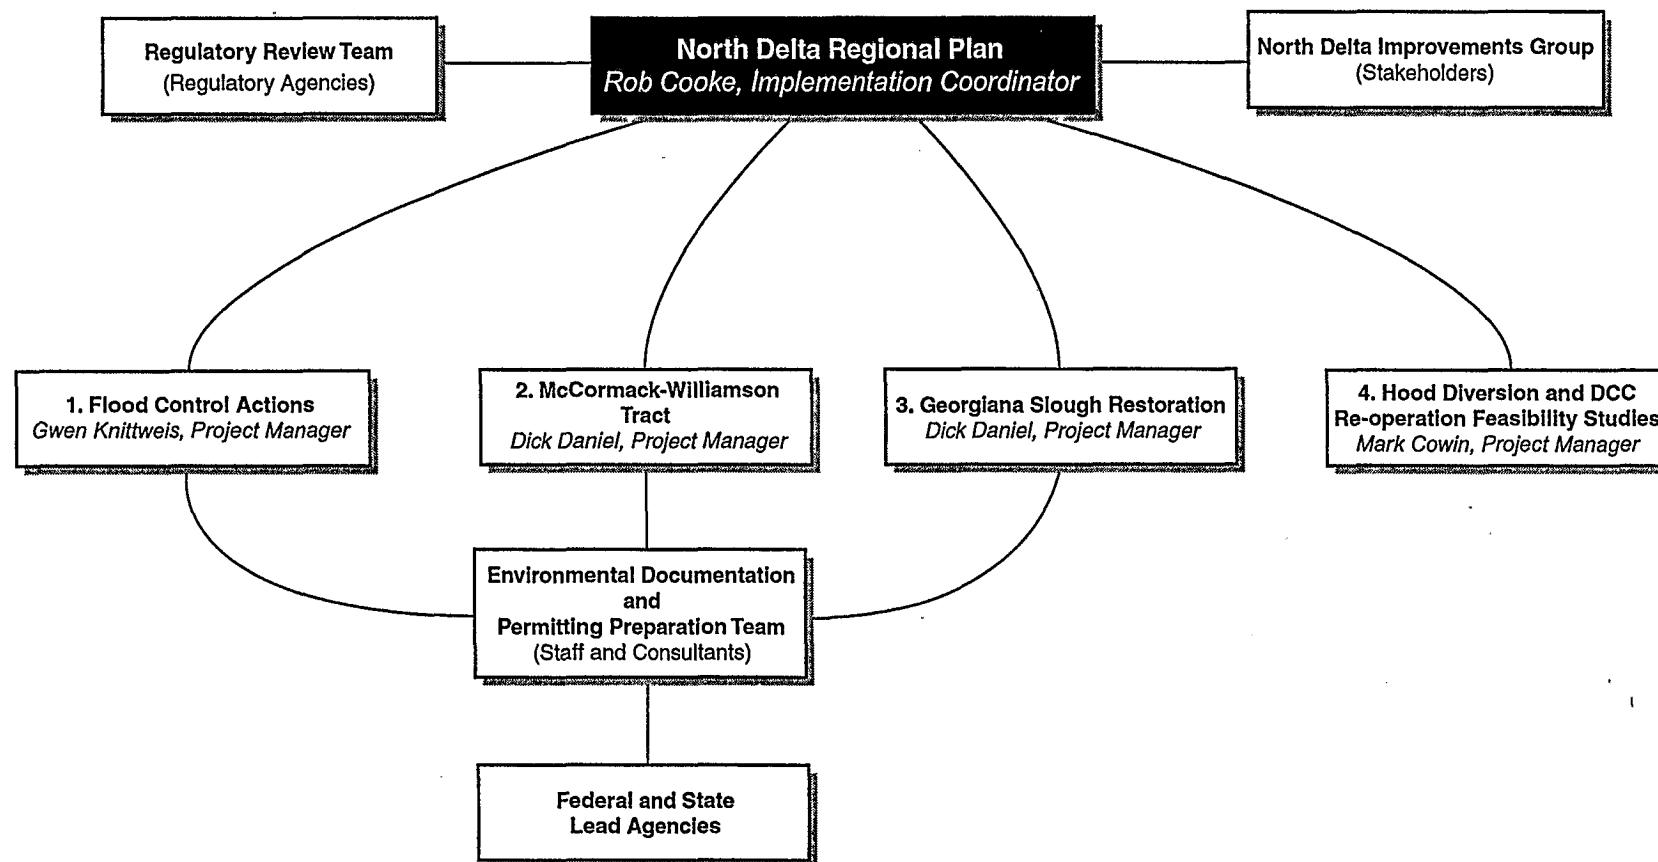 Regulatory Review Team
(Regulatory Agencies)
North Delta Regional Plan
Rob Cooke, Implementation Coordinator
North Delta Improvements Group
(Stakeholders)
1. Flood Control Actions
Gwen Knittweis, Project Manager
2. McCormack-Williamson
Tract
Dick Daniel, Project Manager
3. Georgiana Slough Restoration
Dick Daniel, Project Manager
4. Hood Diversion and DCC
Re-operation Feasibility Studies
Mark Cowin, Project Manager
Environmental Documentation
and
Permitting Preparation Team
(Staff and Consultants)
Federal and State
Lead Agencies